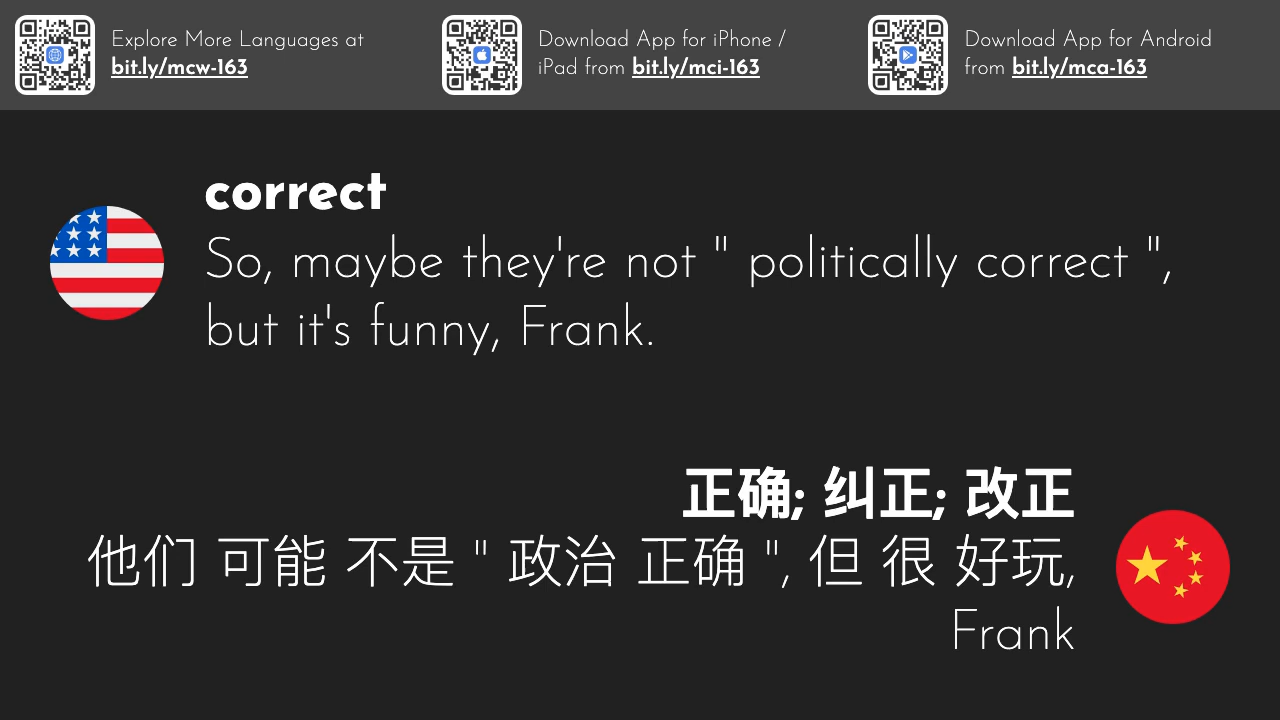 Explore More Languages at
bit.ly/mcw-163
Download App for iPhone /
iPad from bit.ly/mci-163
Download App for Android
from bit.ly/mca-163
correct
So, maybe they're not " politically correct ",
but it's funny, Frank.
正确; 纠正; 改正
他们 可能 不是 " 政治 正确 ", 但 很 好玩,
Frank